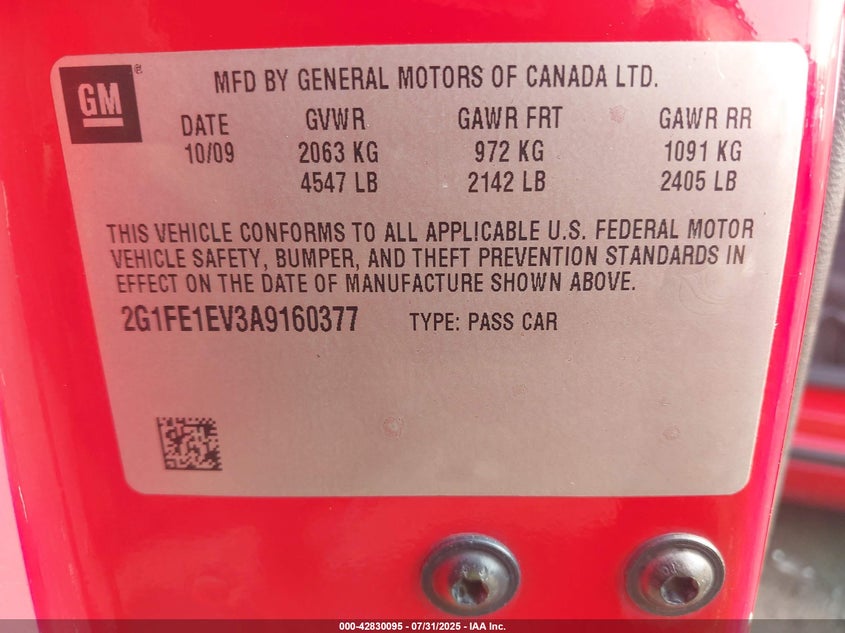 GM ®
MFD BY GENERAL MOTORS OF CANADA LTD.
DATE GVWR GAWR FRT GAWR RR
10/09 2063 KG 972 KG 1091 KG
4547 LB 2142 LB 2405 LB
THIS VEHICLE CONFORMS TO ALL APPLICABLE U.S. FEDERAL MOTOR
VEHICLE SAFETY, BUMPER, AND THEFT PREVENTION STANDARDS IN
EFFECT ON THE DATE OF MANUFACTURE SHOWN ABOVE.
2G1FE1EV3A9160377 TYPE: PASS CAR
000-42830095 - 07/31/2025 - IAA Inc.